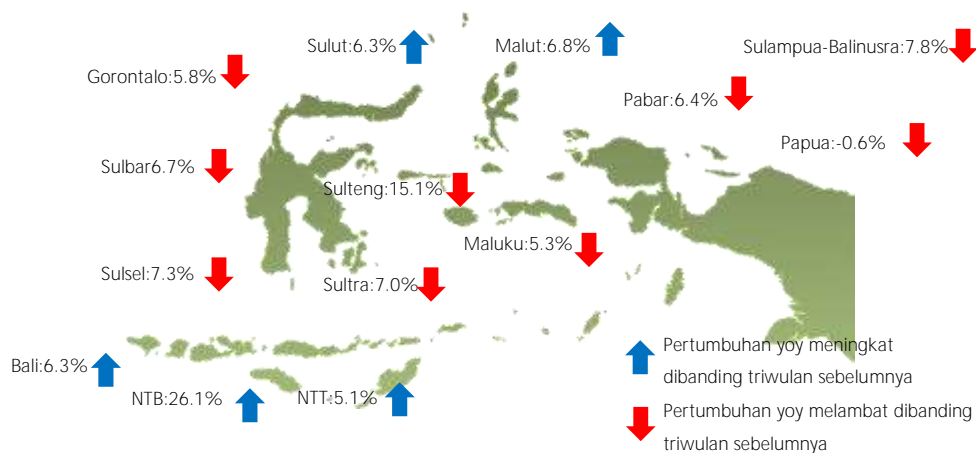 Sulut:6.3%
Malut:6.8%
Sulampua-Balinusra:7.8%
Gorontalo:5.8%
Pabar:6.4%
Papua:-0.6%
Sulbar6.7%
Sulteng:15.1%
Maluku:5.3%
Sulsel:7.3%
Sultra:7.0%
Bali:6.3%
NTB:26.1%
NTT:5.1%
Pertumbuhan yoy meningkat
dibanding triwulan sebelumnya
Pertumbuhan yoy melambat dibanding
triwulan sebelumnya